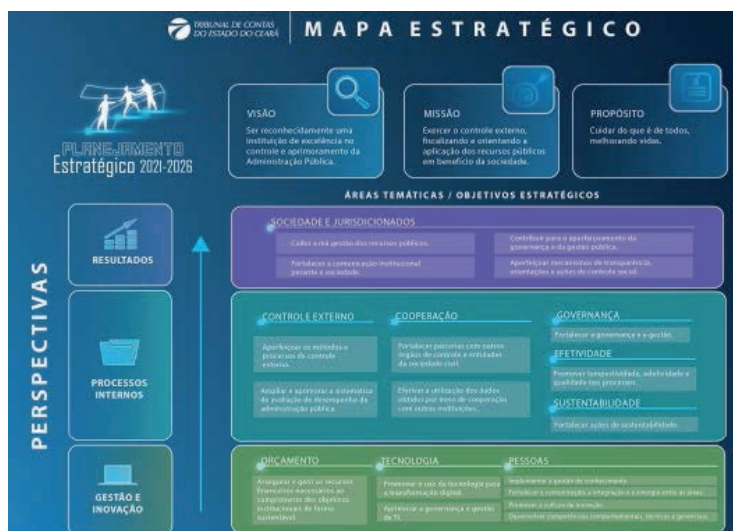 TRIBUNAL DE CONTAS
DO ESTADO DO CEARÁ
MAPA ESTRATÉGICO
PLANEJAMENTO
Estratégico 2021-2026
VISÃO
Ser reconhecidamente uma
instituição de excelência no
controle e aprimoramento da
Administração Pública.
MISSÃO
Exercer o controle externo,
fiscalizando e orientando a
aplicação dos recursos públicos
em benefício da sociedade.
PROPÓSITO
Cuidar do que é de todos,
melhorando vidas.
ÁREAS TEMÁTICAS / OBJETIVOS ESTRATÉGICOS
PERSPECTIVAS
RESULTADOS
SOCIEDADE E JURISDICIONADOS
Coibir a má gestão dos recursos públicos.
Fortalecer a comunicação institucional
perante a sociedade.
Contribuir para o aperfeiçoamento da
governança e da gestão pública.
Aperfeiçoar mecanismos de transparência,
orientações e ações de controle social.
PROCESSOS
INTERNOS
CONTROLE EXTERNO
Aperfeiçoar os métodos e
processos de controle
externo.
Ampliar e aprimorar a sistemática
de avaliação de desempenho da
administração pública.
COOPERAÇÃO
Fortalecer parcerias com outros
órgãos de controle e entidades
da sociedade civil.
Efetivar a utilização dos dados
obtidos por meio de cooperação
com outras instituições.
GOVERNANÇA
Fortalecer a governança e a gestão.
EFETIVIDADE
Promover tempestividade, seletividade e
qualidade nos processos.
SUSTENTABILIDADE
Fortalecer ações de sustentabilidade.
GESTÃO E
INOVAÇÃO
ORÇAMENTO
Assegurar e gerir os recursos
financeiros necessários ao
cumprimento dos objetivos
institucionais de forma
sustentável.
TECNOLOGIA
Promover o uso da tecnologia para
a transformação digital.
Aprimorar a governança e gestão
de TI.
PESSOAS
Implementar a gestão do conhecimento.
Fortalecer a comunicação, a integração e a sinergia entre as áreas.
Promover a cultura da inovação.
Desenvolver competências comportamentais, técnicas e gerenciais.